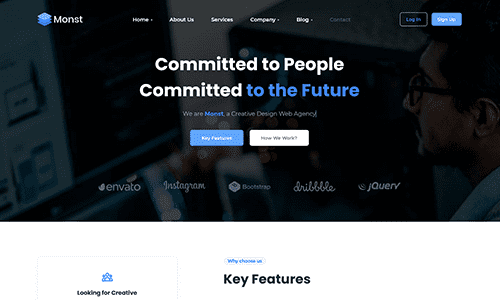 Monst
Home About Us Services Company Blog Contact
Log In Sign Up
Committed to People
Committed to the Future
We are Monst, a Creative Design Web Agency
Key Features How We Work?
envato Instagram Bootstrap dribbble jQuery
Why choose us
Key Features
Looking for Creative